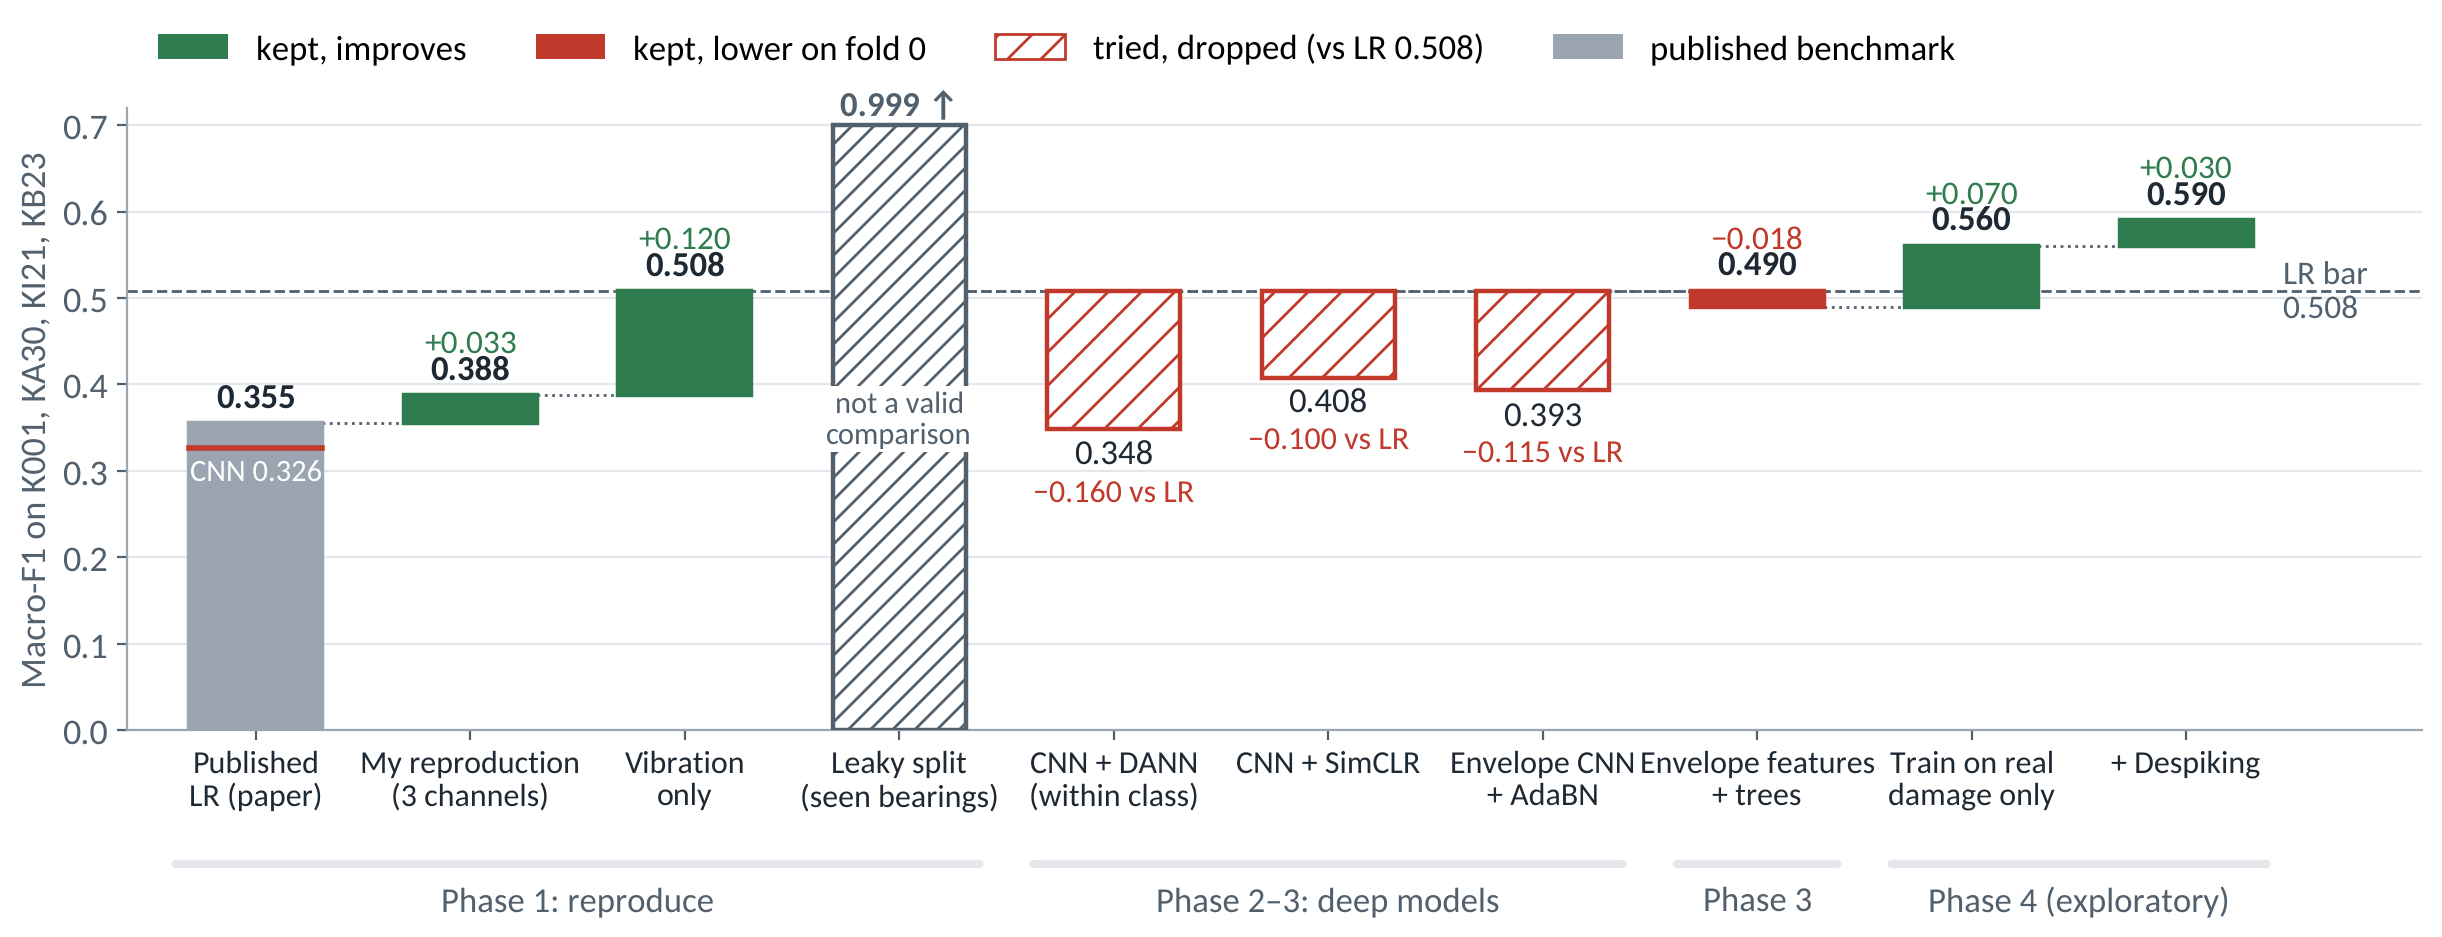 kept, improves
kept, lower on fold 0
tried, dropped (vs LR 0.508)
published benchmark
Macro-F1 on K001, KA30, KI21, KB23
0.7
0.6
0.5
0.4
0.3
0.2
0.1
0.0
0.355
CNN 0.326
+0.033
0.388
+0.120
0.508
0.999 ↑
not a valid
comparison
0.348
−0.160 vs LR
0.408
−0.100 vs LR
0.393
−0.115 vs LR
−0.018
0.490
+0.070
0.560
+0.030
0.590
LR bar
0.508
Published
LR (paper)
My reproduction
(3 channels)
Vibration
only
Leaky split
(seen bearings)
CNN + DANN
(within class)
CNN + SimCLR
Envelope CNN
+ AdaBN
Envelope features
+ trees
Train on real
damage only
+ Despiking
Phase 1: reproduce
Phase 2–3: deep models
Phase 3
Phase 4 (exploratory)